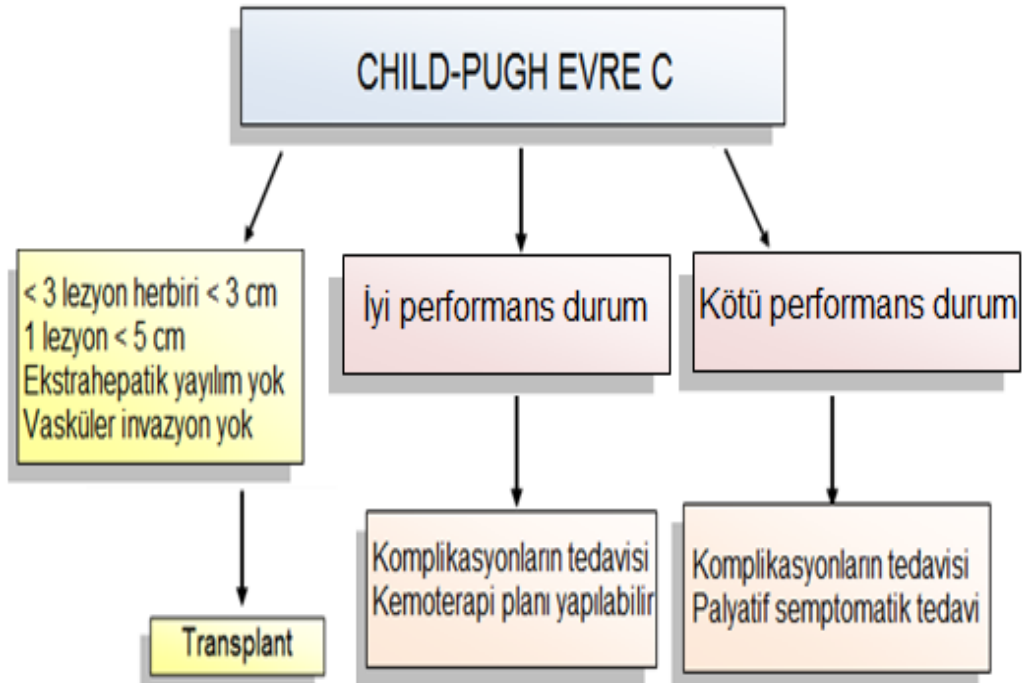 CHILD-PUGH EVRE C
< 3 lezyon herbiri < 3 cm
1 lezyon < 5 cm
Ekstrahepatik yayılım yok
Vasküler invazyon yok
İyi performans durum
Kötü performans durum
Transplant
Komplikasyonların tedavisi
Kemoterapi planı yapılabilir
Komplikasyonların tedavisi
Palyatif semptomatik tedavi